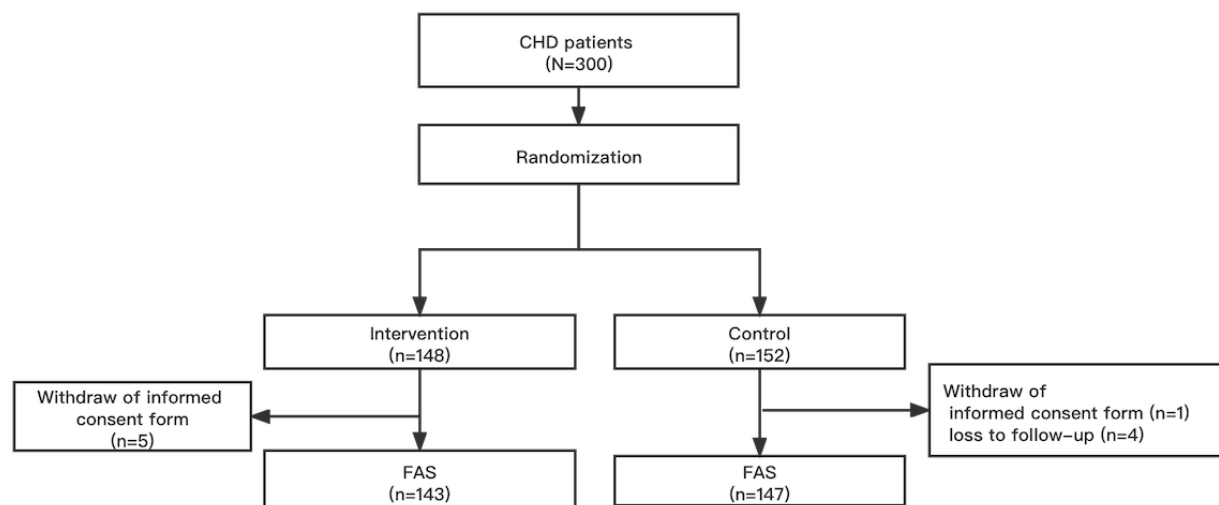 CHD patients
(N=300)
Randomization
Intervention
(n=148)
Control
(n=152)
Withdraw of informed
consent form
(n=5)
Withdraw of
informed consent form (n=1)
loss to follow-up (n=4)
FAS
(n=143)
FAS
(n=147)